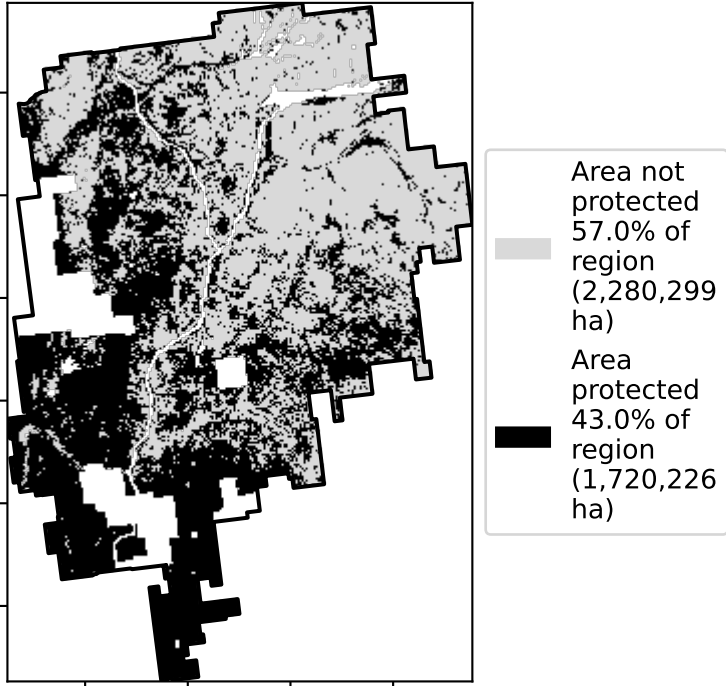 Area not
protected
57.0% of
region
(2,280,299
ha)
Area
protected
43.0% of
region
(1,720,226
ha)